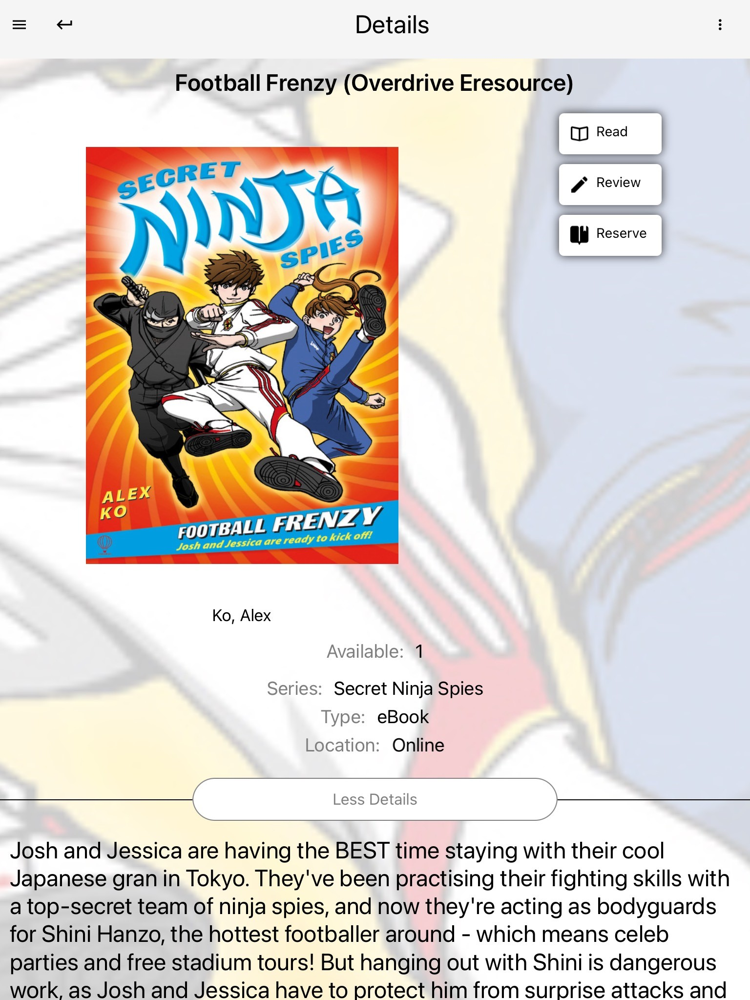 Details
Football Frenzy (Overdrive Eresource)
Read
Review
Reserve
SECRET
NINJA
SPIES
ALEX
KO
FOOTBALL FRENZY
Josh and Jessica are ready to kick off!
Ko, Alex
Available: 1
Series: Secret Ninja Spies
Type: eBook
Location: Online
Less Details
Josh and Jessica are having the BEST time staying with their cool
Japanese gran in Tokyo. They've been practising their fighting skills with
a top-secret team of ninja spies, and now they're acting as bodyguards
for Shini Hanzo, the hottest footballer around - which means celeb
parties and free stadium tours! But hanging out with Shini is dangerous
work, as Josh and Jessica have to protect him from surprise attacks and